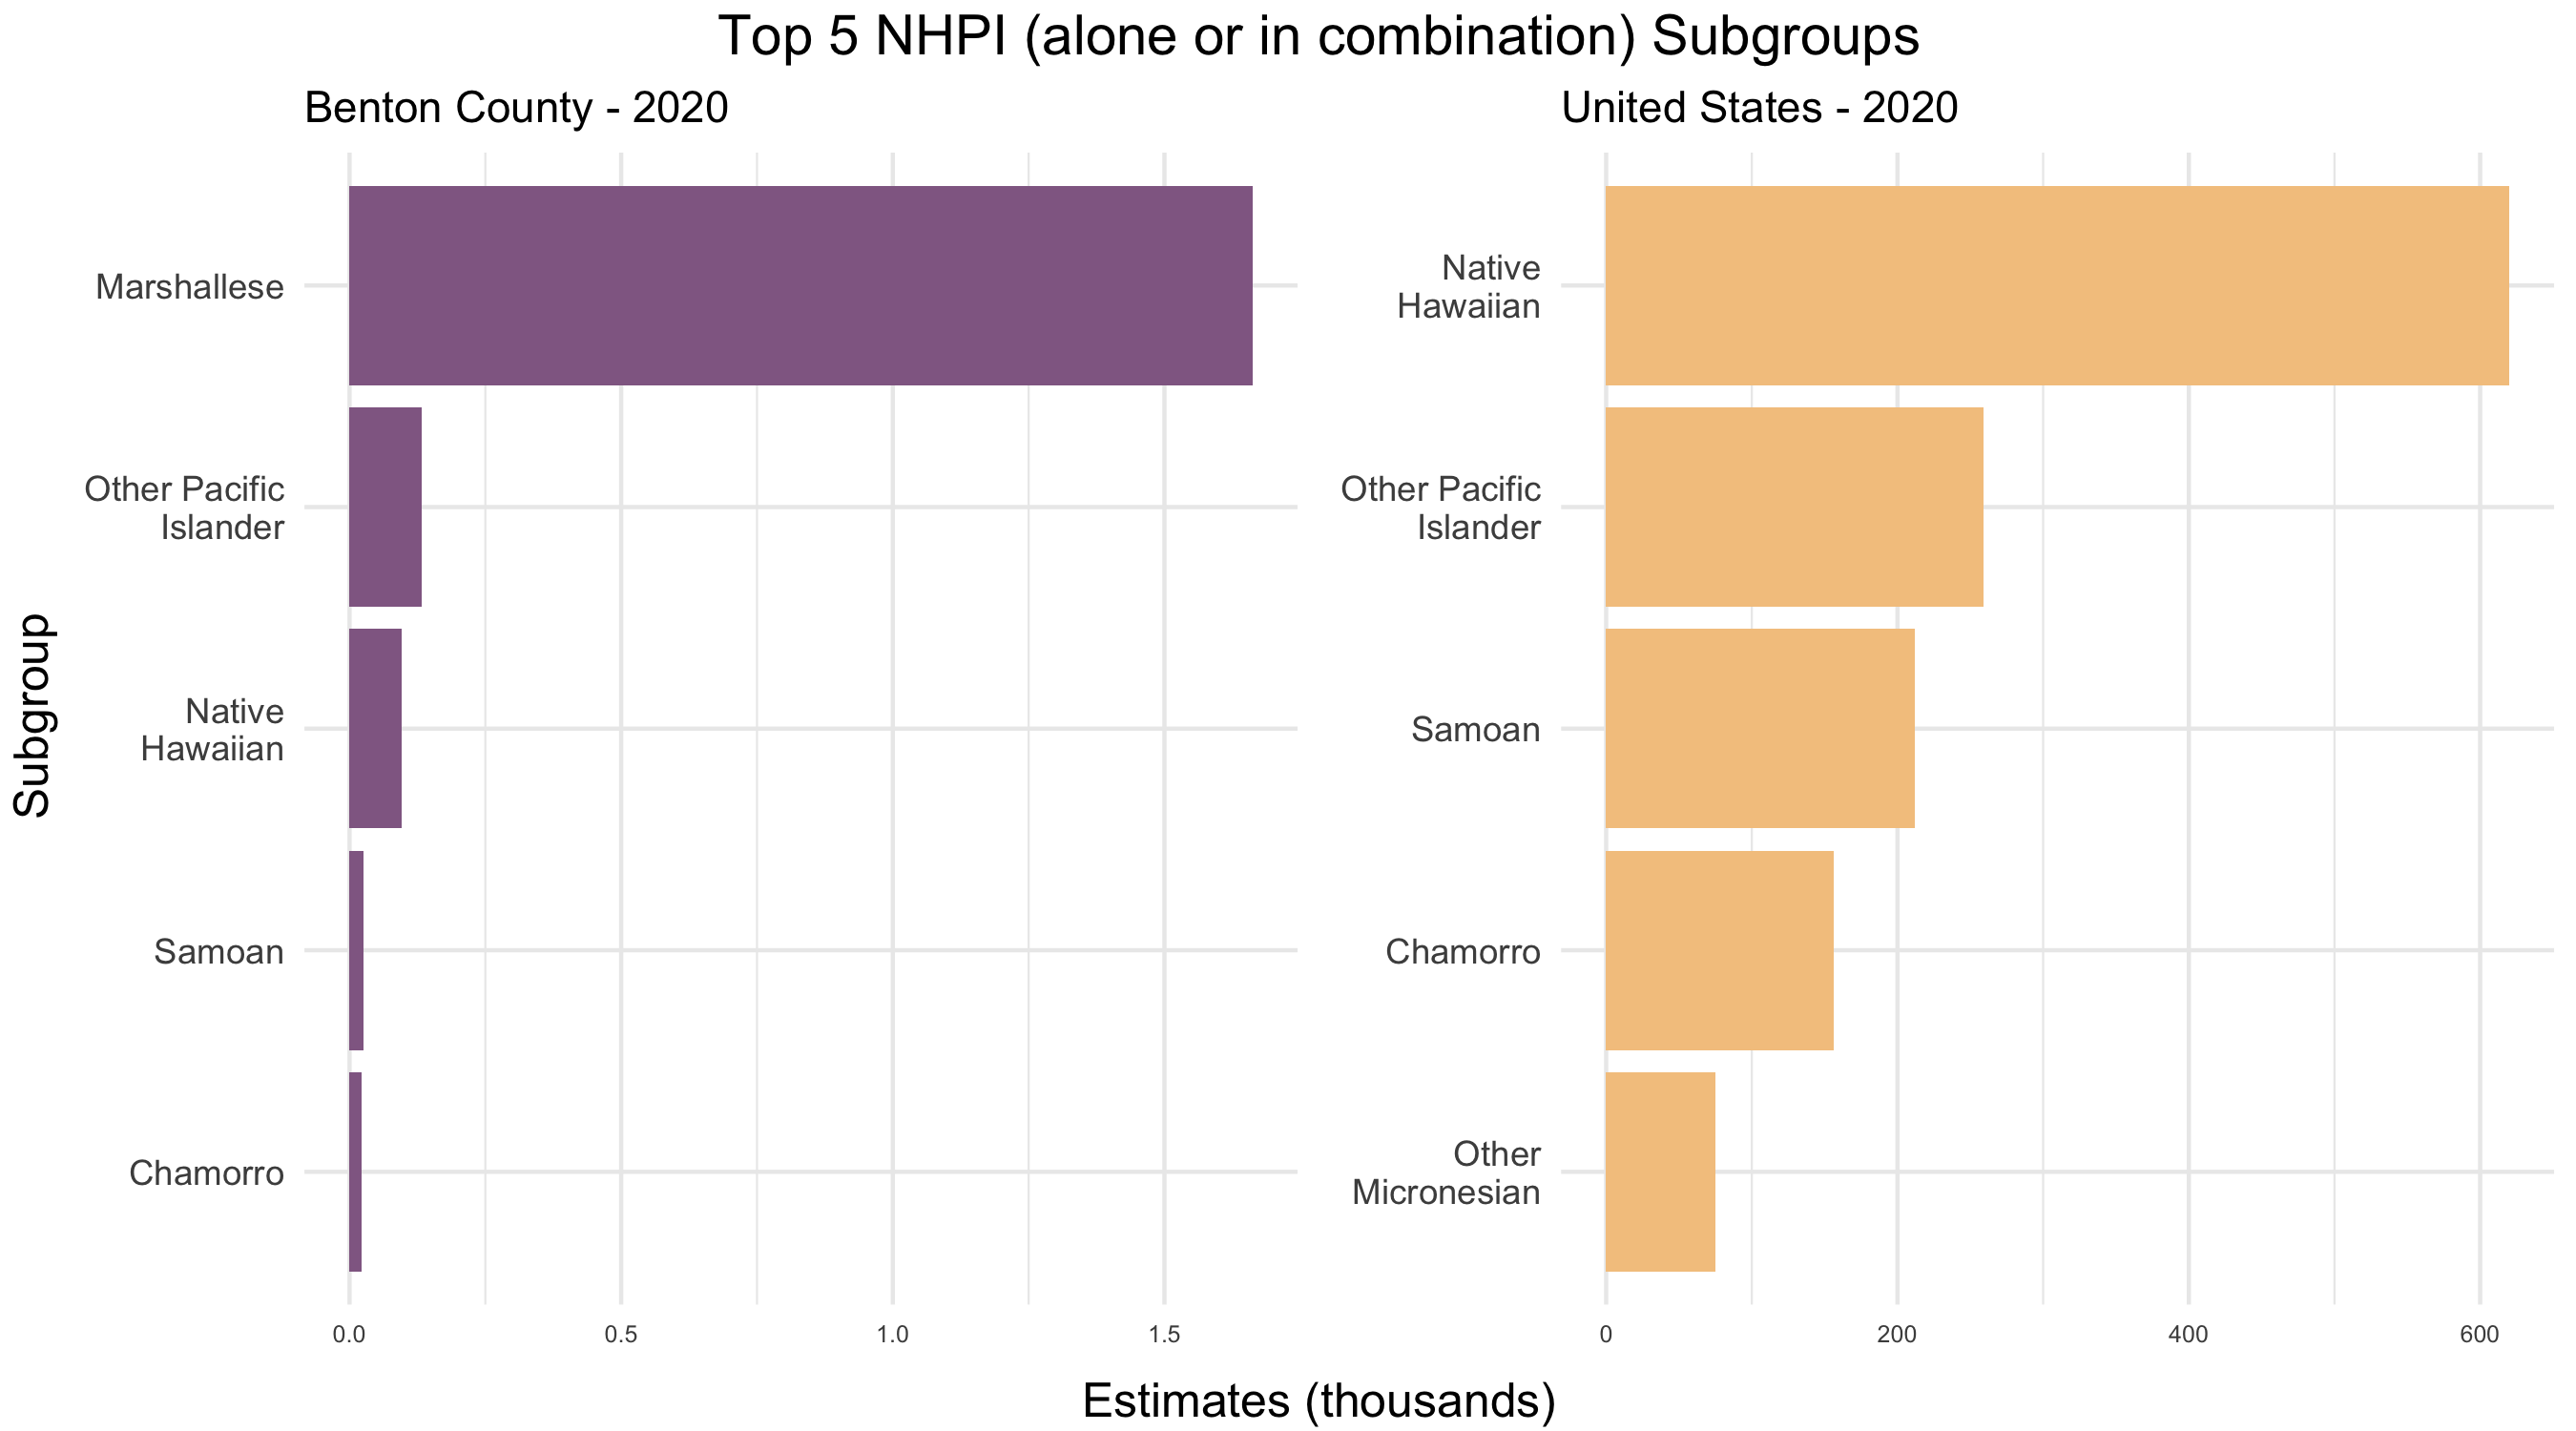 Top 5 NHPI (alone or in combination) Subgroups
Benton County - 2020
Subgroup
Marshallese
Other Pacific
Islander
Native
Hawaiian
Samoan
Chamorro
0.0 0.5 1.0 1.5
United States - 2020
Native
Hawaiian
Other Pacific
Islander
Samoan
Chamorro
Other
Micronesian
0 200 400 600
Estimates (thousands)